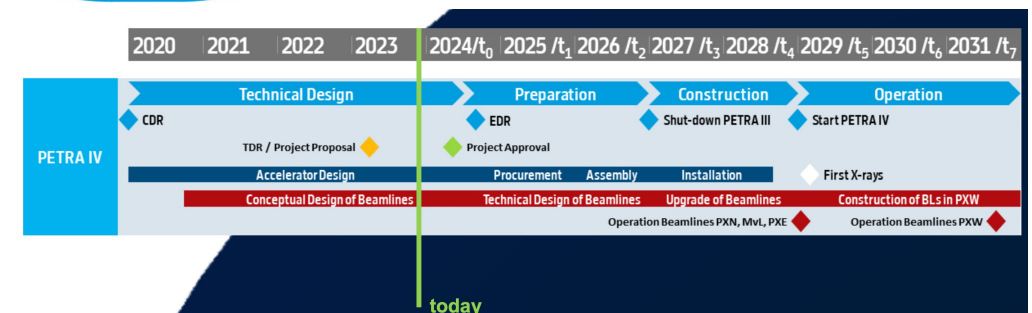 2020 2021 2022 2023 2024/t0 2025 /t1 2026 /t2 2027 /t3 2028 /t4 2029 /t5 2030 /t6 2031 /t7
Technical Design Preparation Construction Operation
CDR EDR Shut-down PETRA III Start PETRA IV
TDR / Project Proposal Project Approval
PETRA IV
Accelerator Design Procurement Assembly Installation First X-rays
Conceptual Design of Beamlines Technical Design of Beamlines Upgrade of Beamlines Construction of BLs in PXW
Operation Beamlines PXN, MvL, PXE Operation Beamlines PXW
today